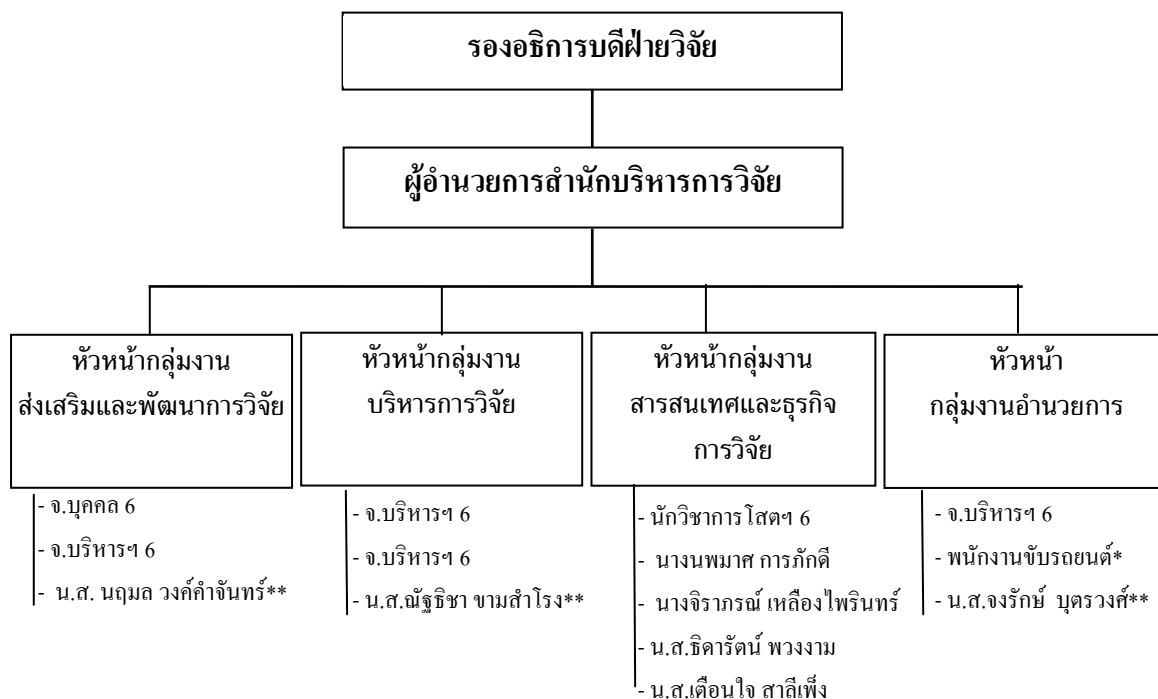 รองอธิการบดีฝ่ายวิจัย
ผู้อำนวยการสำนักบริหารการวิจัย
หัวหน้ากลุ่มงาน
ส่งเสริมและพัฒนาการวิจัย
- จ.บุคคล 6
- จ.บริหารฯ 6
- น.ส. นฤมล วงค์คำจันทร์**
หัวหน้ากลุ่มงาน
บริหารการวิจัย
- จ.บริหารฯ 6
- จ.บริหารฯ 6
- น.ส.ณัฐธิชา ขามสำโรง**
หัวหน้ากลุ่มงาน
สารสนเทศและธุรกิจ
การวิจัย
- นักวิชาการโสตฯ 6
- นางนพมาศ การภักดี
- นางจิราภรณ์ เหลืองไพรินทร์
- น.ส.ธิดารัตน์ พวงงาม
- น.ส.เตือนใจ สาลีเพ็ง
หัวหน้า
กลุ่มงานอำนวยการ
- จ.บริหารฯ 6
- พนักงานขับรถยนต์*
- น.ส.จงรักษ์ บุตรวงศ์**